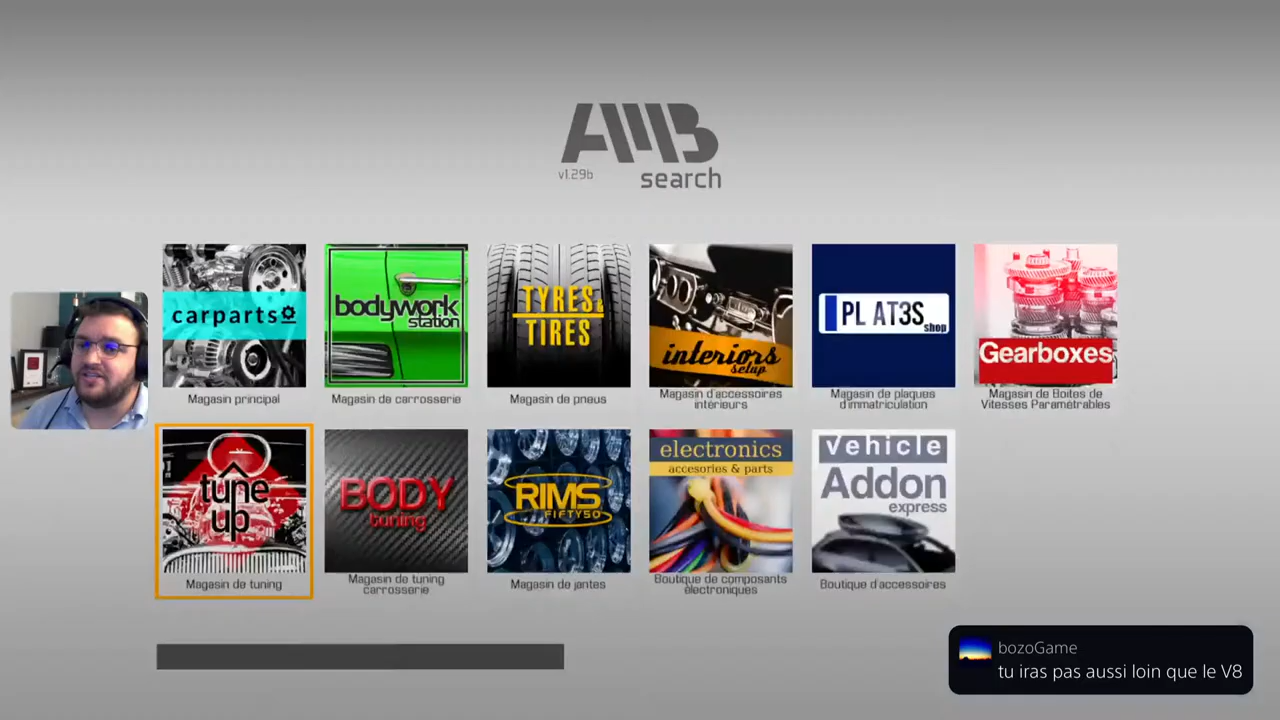 AMB
v1.29b
search
carparts
bodywork
station
TYRES&
TIRES
interiors
setup
PL AT3S
shop
Gearboxes
Magasin principal
Magasin de carrosserie
Magasin de pneus
Magasin d'accessoires
intérieurs
Magasin de plaques
d'immatriculation
Magasin de Boites de
Vitesses Paramétrables
tune
up
BODY
tuning
RIMS
FIFTY50
electronics
accesories & parts
vehicle
Addon
express
Magasin de tuning
Magasin de tuning
carrosserie
Magasin de jantes
Boutique de composants
électroniques
Boutique d'accessoires
bozoGame
tu iras pas aussi loin que le V8